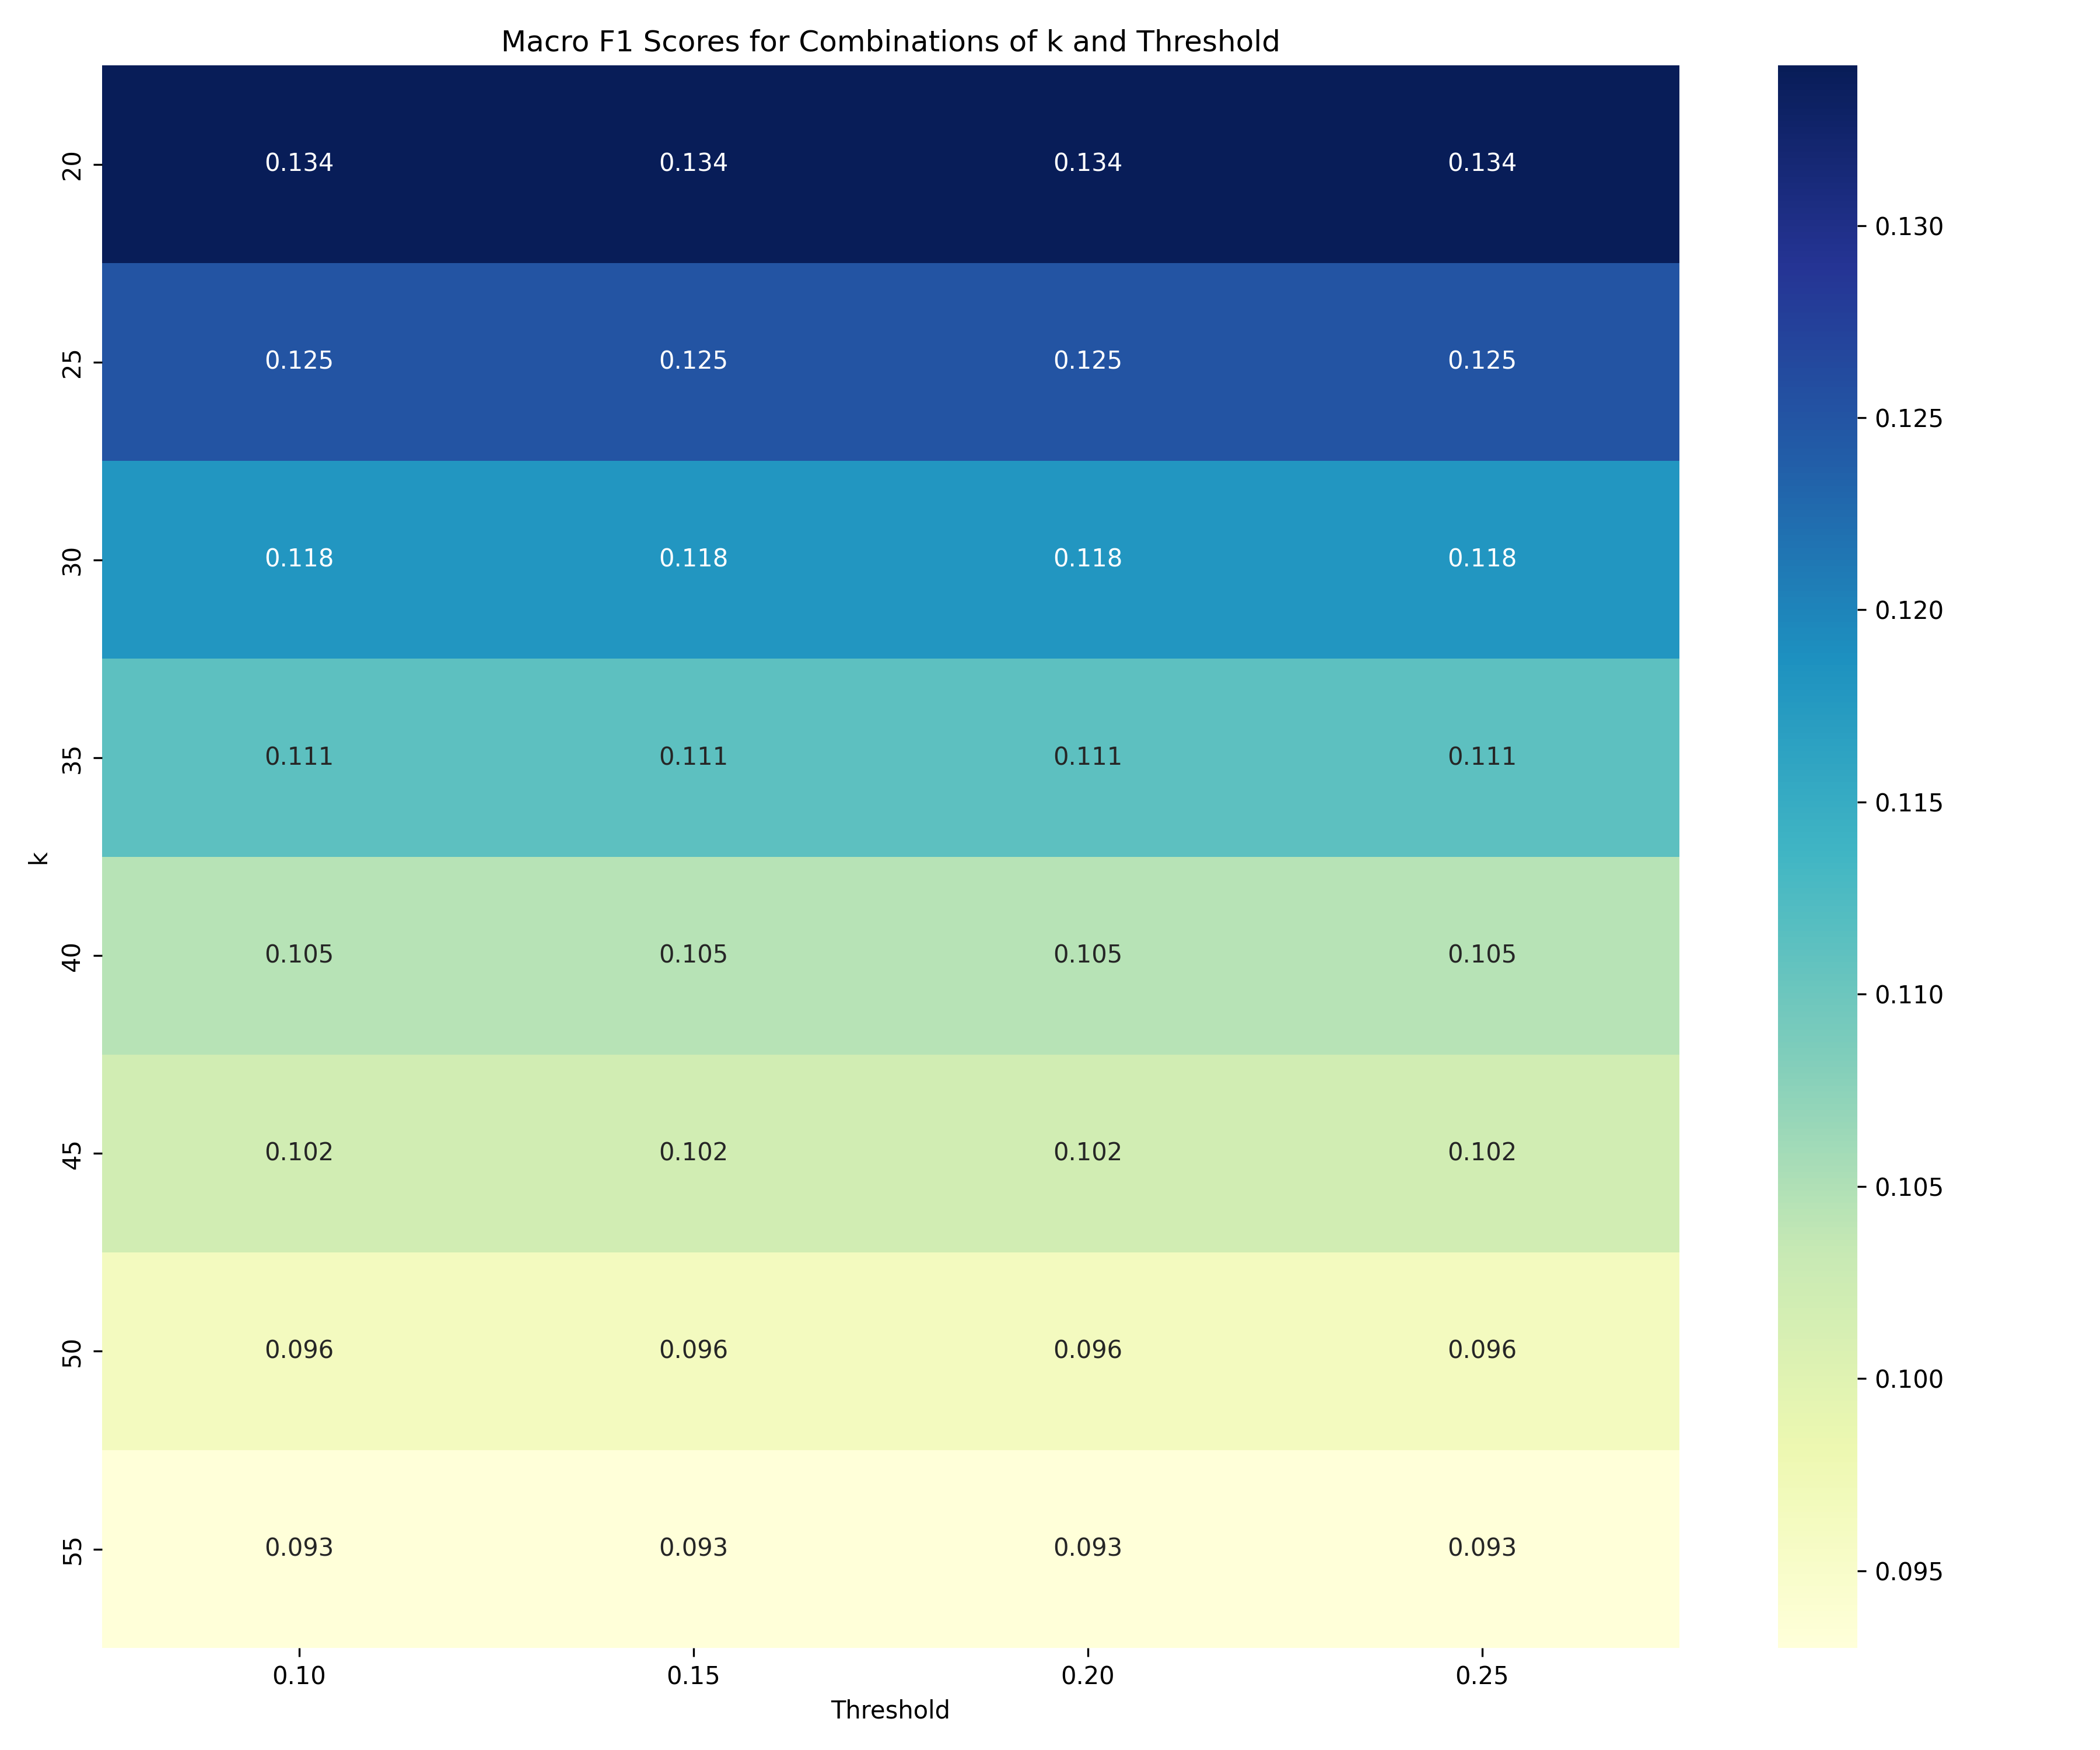 Macro F1 Scores for Combinations of k and Threshold
20 0.134 0.134 0.134 0.134
25 0.125 0.125 0.125 0.125
30 0.118 0.118 0.118 0.118
35 0.111 0.111 0.111 0.111
k
40 0.105 0.105 0.105 0.105
45 0.102 0.102 0.102 0.102
50 0.096 0.096 0.096 0.096
55 0.093 0.093 0.093 0.093
0.10 0.15 0.20 0.25
Threshold
0.130
0.125
0.120
0.115
0.110
0.105
0.100
0.095